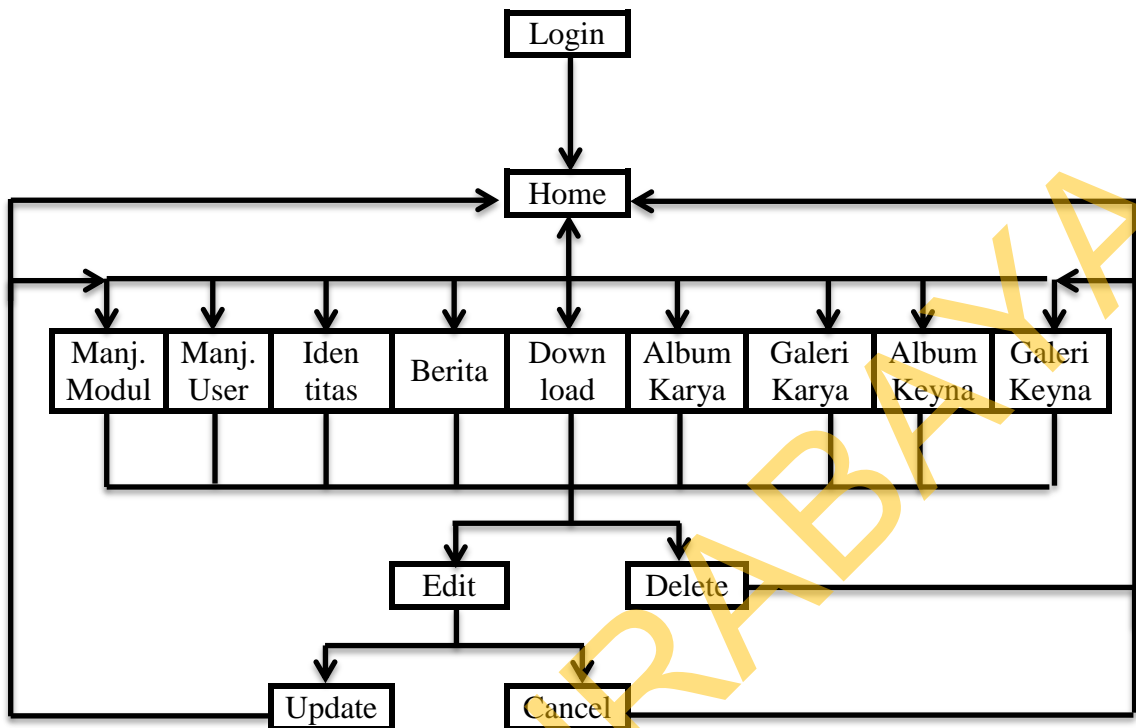 Login
Home
Manj.
Modul
Manj.
User
Iden
titas
Berita
Down
load
Album
Karya
Galeri
Karya
Album
Keyna
Galeri
Keyna
Edit
Delete
Update
Cancel
RABAYA